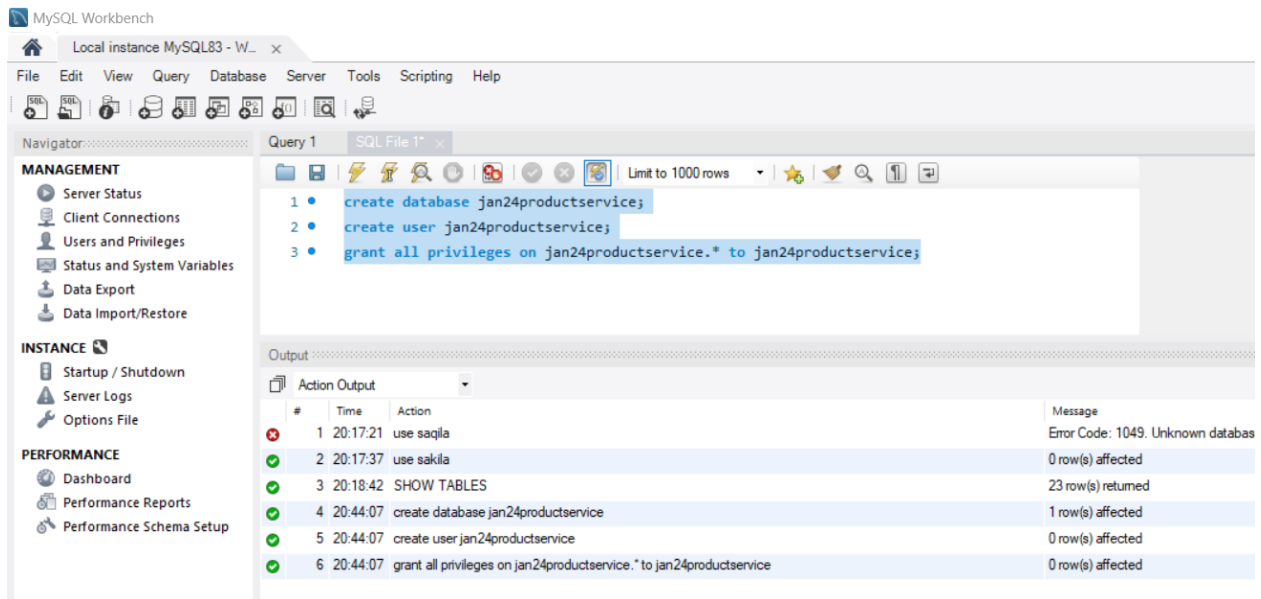 MySQL Workbench
Local instance MySQL83 - W... ×
File Edit View Query Database Server Tools Scripting Help
Navigator
MANAGEMENT
Server Status
Client Connections
Users and Privileges
Status and System Variables
Data Export
Data Import/Restore
INSTANCE
Startup / Shutdown
Server Logs
Options File
PERFORMANCE
Dashboard
Performance Reports
Performance Schema Setup
Query 1 SQL File 1* ×
Limit to 1000 rows
1 create database jan24productservice;
2 create user jan24productservice;
3 grant all privileges on jan24productservice.* to jan24productservice;
Output
Action Output
# Time Action Message
1 20:17:21 use saqila Error Code: 1049. Unknown databas
2 20:17:37 use sakila 0 row(s) affected
3 20:18:42 SHOW TABLES 23 row(s) returned
4 20:44:07 create database jan24productservice 1 row(s) affected
5 20:44:07 create user jan24productservice 0 row(s) affected
6 20:44:07 grant all privileges on jan24productservice.* to jan24productservice 0 row(s) affected